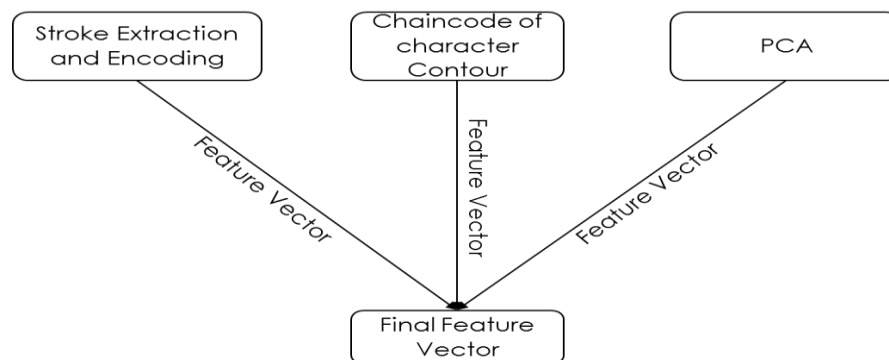 Stroke Extraction
and Encoding
Chaincode of
character
Contour
PCA
Feature Vector
Feature Vector
Feature Vector
Final Feature
Vector